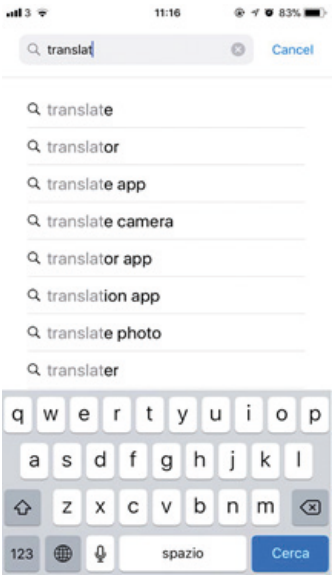 3 11:16 83%
translat Cancel
translate
translator
translate app
translate camera
translator app
translation app
translate photo
translater
q w e r t y u i o p
a s d f g h j k l
z x c v b n m
123 spazio Cerca